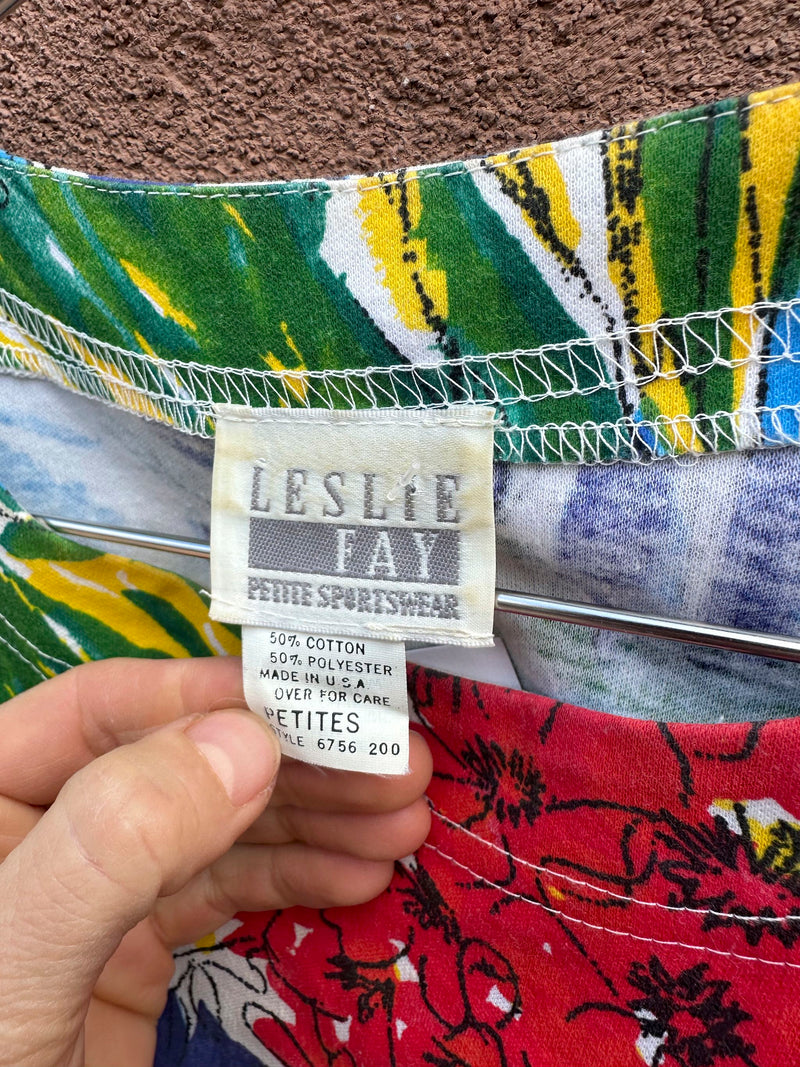 LESLIE
FAY
PETITE SPORTSWEAR
50% COTTON
50% POLYESTER
MADE IN U.S.A
OVER FOR CARE
PETITES
STYLE 6756 200